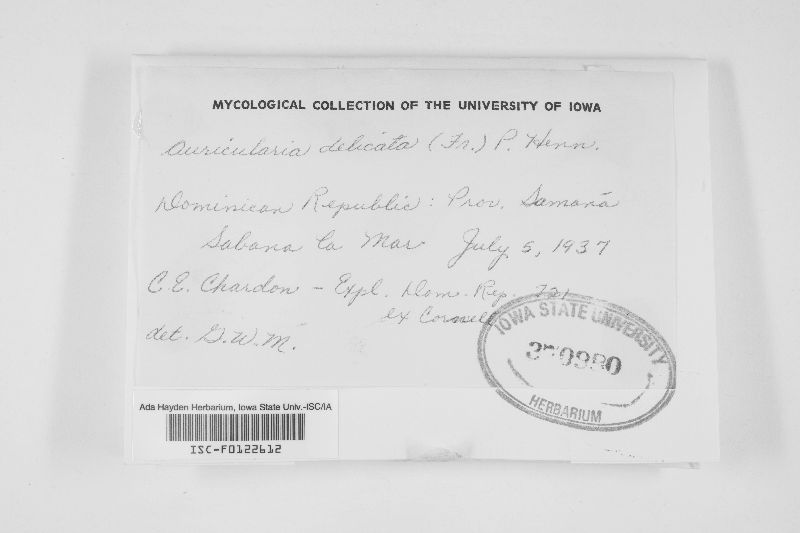 MYCOLOGICAL COLLECTION OF THE UNIVERSITY OF IOWA
Auricularia delicata (Fr.) P. Henn.
Dominican Republic: Prov. Samaná
Sabana la Mar July 5, 1937
C.E. Chardon - Expl. Dom. Rep. 721
ex Cornell
det. G.W.M.
IOWA STATE UNIVERSITY
HERBARIUM
Ada Hayden Herbarium, Iowa State Univ.-ISC/IA
ISC-F0122612